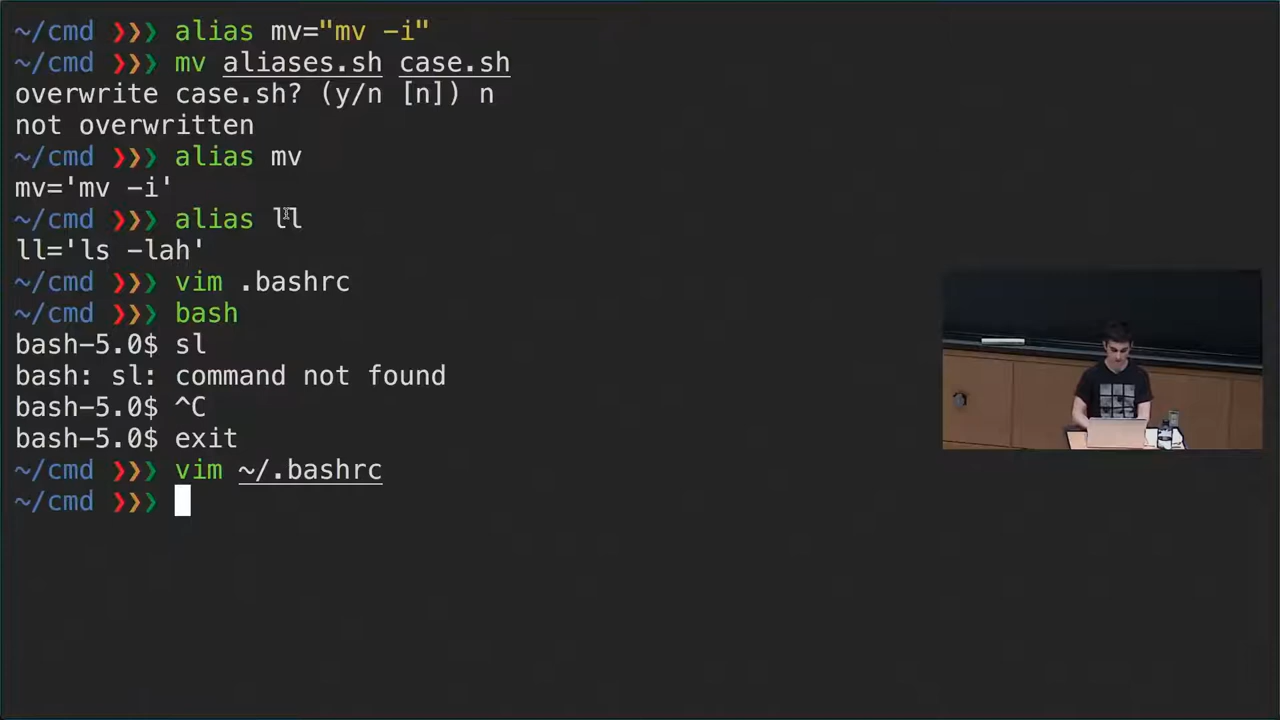 ~/cmd ❯❯❯ alias mv="mv -i"
~/cmd ❯❯❯ mv aliases.sh case.sh
overwrite case.sh? (y/n [n]) n
not overwritten
~/cmd ❯❯❯ alias mv
mv='mv -i'
~/cmd ❯❯❯ alias ll
ll='ls -lah'
~/cmd ❯❯❯ vim .bashrc
~/cmd ❯❯❯ bash
bash-5.0$ sl
bash: sl: command not found
bash-5.0$ ^C
bash-5.0$ exit
~/cmd ❯❯❯ vim ~/.bashrc
~/cmd ❯❯❯